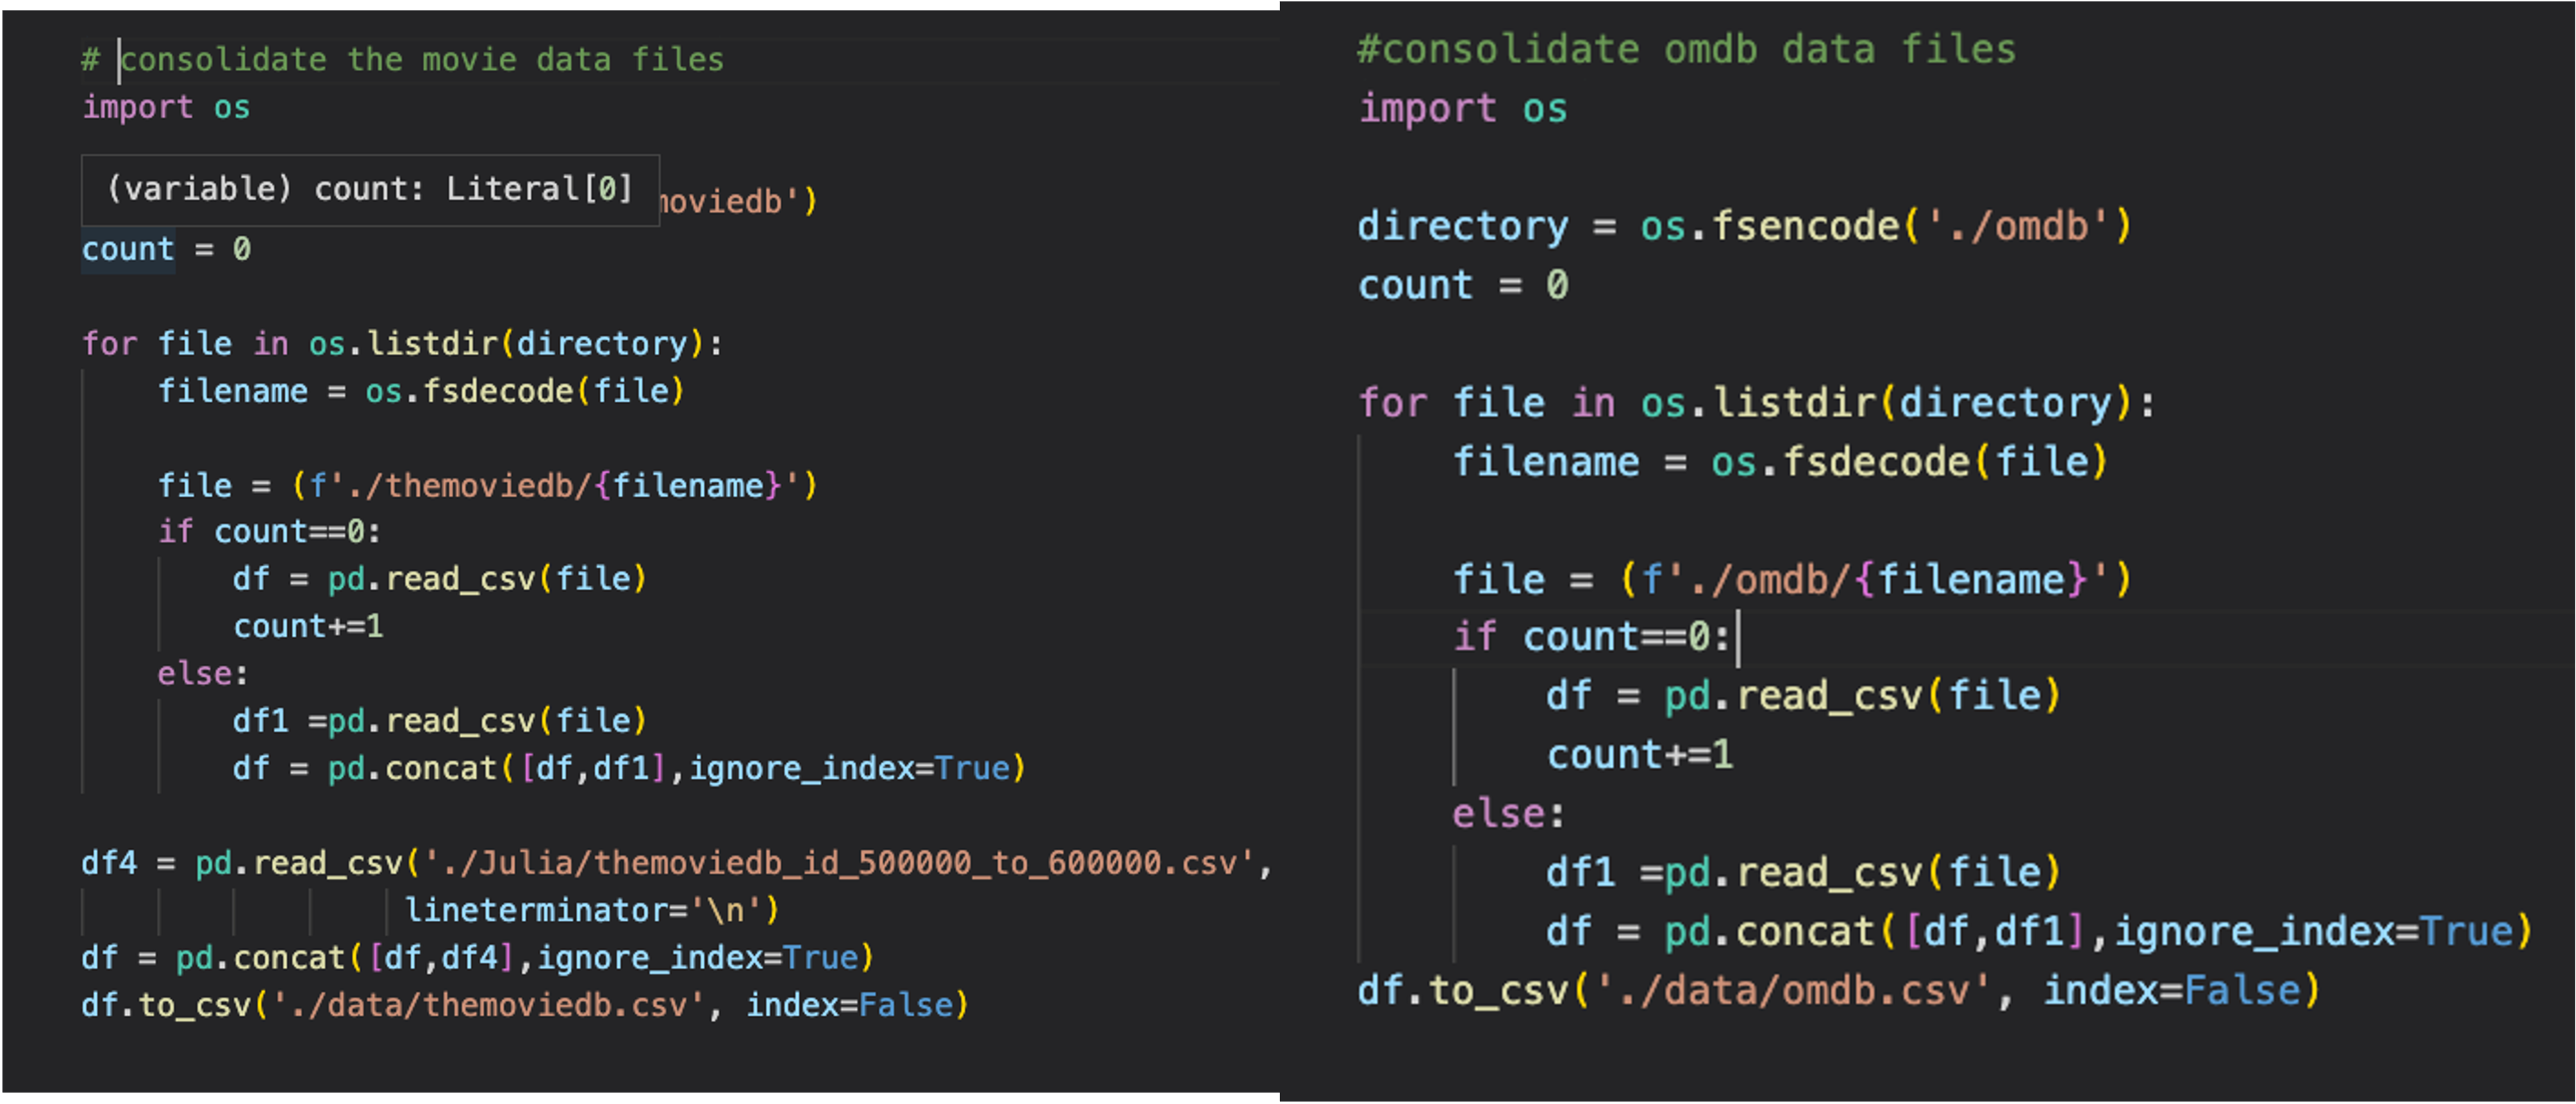 # consolidate the movie data files
import os
(variable) count: Literal[0]
moviedb')
count = 0
for file in os.listdir(directory):
filename = os.fsdecode(file)
file = (f'./themoviedb/{filename}')
if count==0:
df = pd.read_csv(file)
count+=1
else:
df1 =pd.read_csv(file)
df = pd.concat([df,df1],ignore_index=True)
df4 = pd.read_csv('./Julia/themoviedb_id_500000_to_600000.csv',
lineterminator='\n')
df = pd.concat([df,df4],ignore_index=True)
df.to_csv('./data/themoviedb.csv', index=False)
#consolidate omdb data files
import os
directory = os.fsencode('./omdb')
count = 0
for file in os.listdir(directory):
filename = os.fsdecode(file)
file = (f'./omdb/{filename}')
if count==0:
df = pd.read_csv(file)
count+=1
else:
df1 =pd.read_csv(file)
df = pd.concat([df,df1],ignore_index=True)
df.to_csv('./data/omdb.csv', index=False)